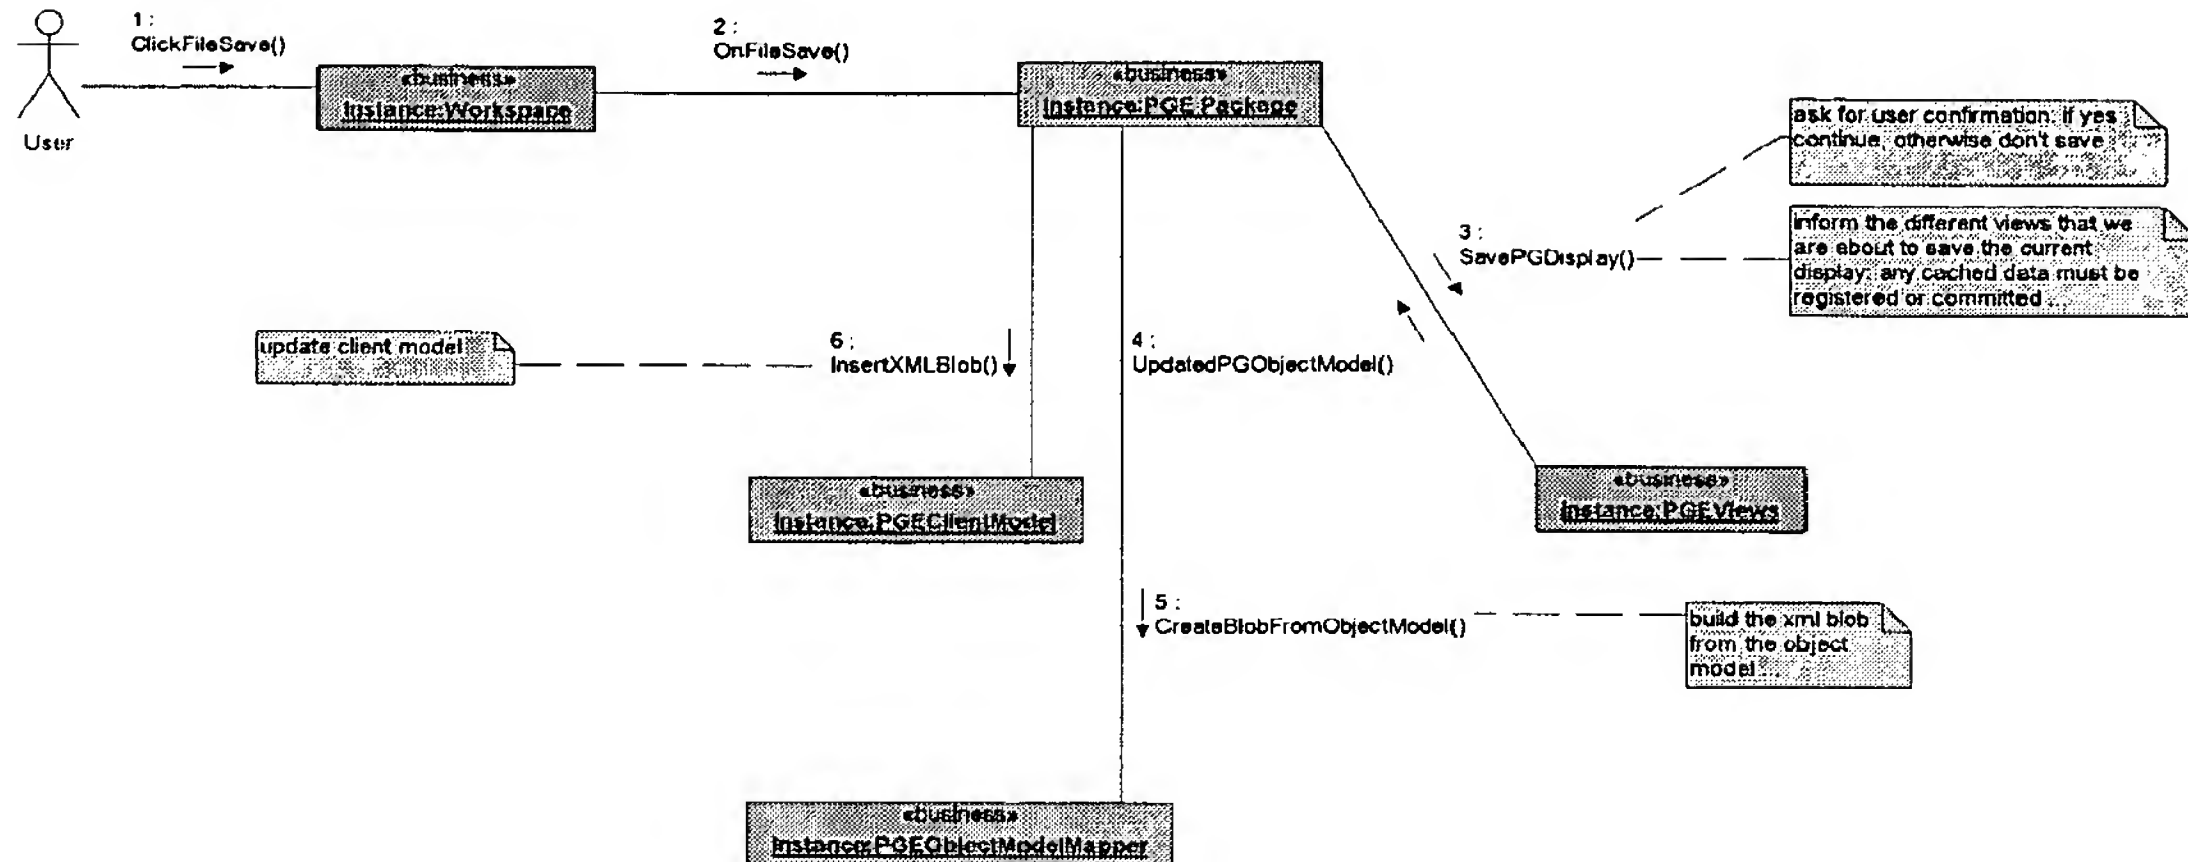 1 :
ClickFileSave()
User
«business»
Instance:Workspace
2 :
OnFileSave()
«business»
Instance:PGE Package
ask for user confirmation. If yes
continue, otherwise don't save
inform the different views that we
are about to save the current
display: any cached data must be
registered or committed ...
3 :
SavePGDisplay()
update client model
6 :
InsertXMLBlob()
4 :
UpdatedPGObjectModel()
«business»
Instance:PGEClientModel
«business»
Instance:PGEViews
5 :
CreateBlobFromObjectModel()
build the xml blob
from the object
model ...
«business»
Instance:PGEObjectModelMapper